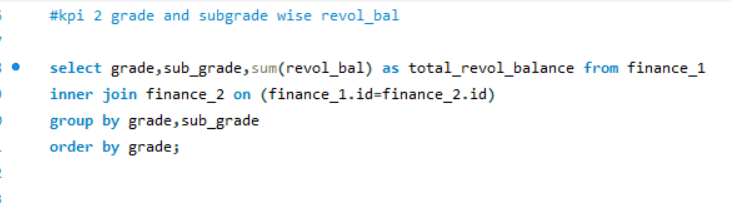 #kpi 2 grade and subgrade wise revol_bal
select grade,sub_grade,sum(revol_bal) as total_revol_balance from finance_1
inner join finance_2 on (finance_1.id=finance_2.id)
group by grade,sub_grade
order by grade;